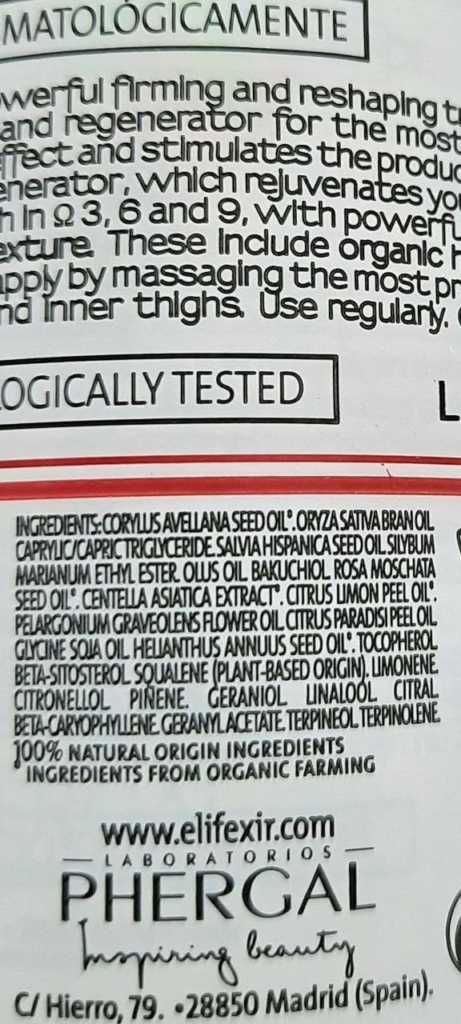 MATOLÓGICAMENTE
werful firming and reshaping
and regenerator for the most
ffect and stimulates the produc
enerator, which rejuvenates yo
h in Ω 3, 6 and 9, with powerfu
exture. These include organic
pply by massaging the most pr
nd inner thighs. Use regularly.
OGICALLY TESTED
L
INGREDIENTS: CORYLUS AVELLANA SEED OIL*. ORYZA SATIVA BRAN OIL
CAPRYLIC/CAPRIC TRIGLYCERIDE. SALVIA HISPANICA SEED OIL. SILYBUM
MARIANUM ETHYL ESTER. OLUS OIL. BAKUCHIOL. ROSA MOSCHATA
SEED OIL*. CENTELLA ASIATICA EXTRACT*. CITRUS LIMON PEEL OIL*.
PELARGONIUM GRAVEOLENS FLOWER OIL. CITRUS PARADISI PEEL OIL.
GLYCINE SOJA OIL. HELIANTHUS ANNUUS SEED OIL*. TOCOPHEROL.
BETA-SITOSTEROL. SQUALENE (PLANT-BASED ORIGIN). LIMONENE.
CITRONELLOL. PINENE. GERANIOL. LINALOOL. CITRAL.
BETA-CARYOPHYLLENE. GERANYL ACETATE. TERPINEOL. TERPINOLENE.
100% NATURAL ORIGIN INGREDIENTS
INGREDIENTS FROM ORGANIC FARMING
www.elifexir.com
LABORATORIOS
PHERGAL
Inspiring beauty
C/ Hierro, 79. •28850 Madrid (Spain).